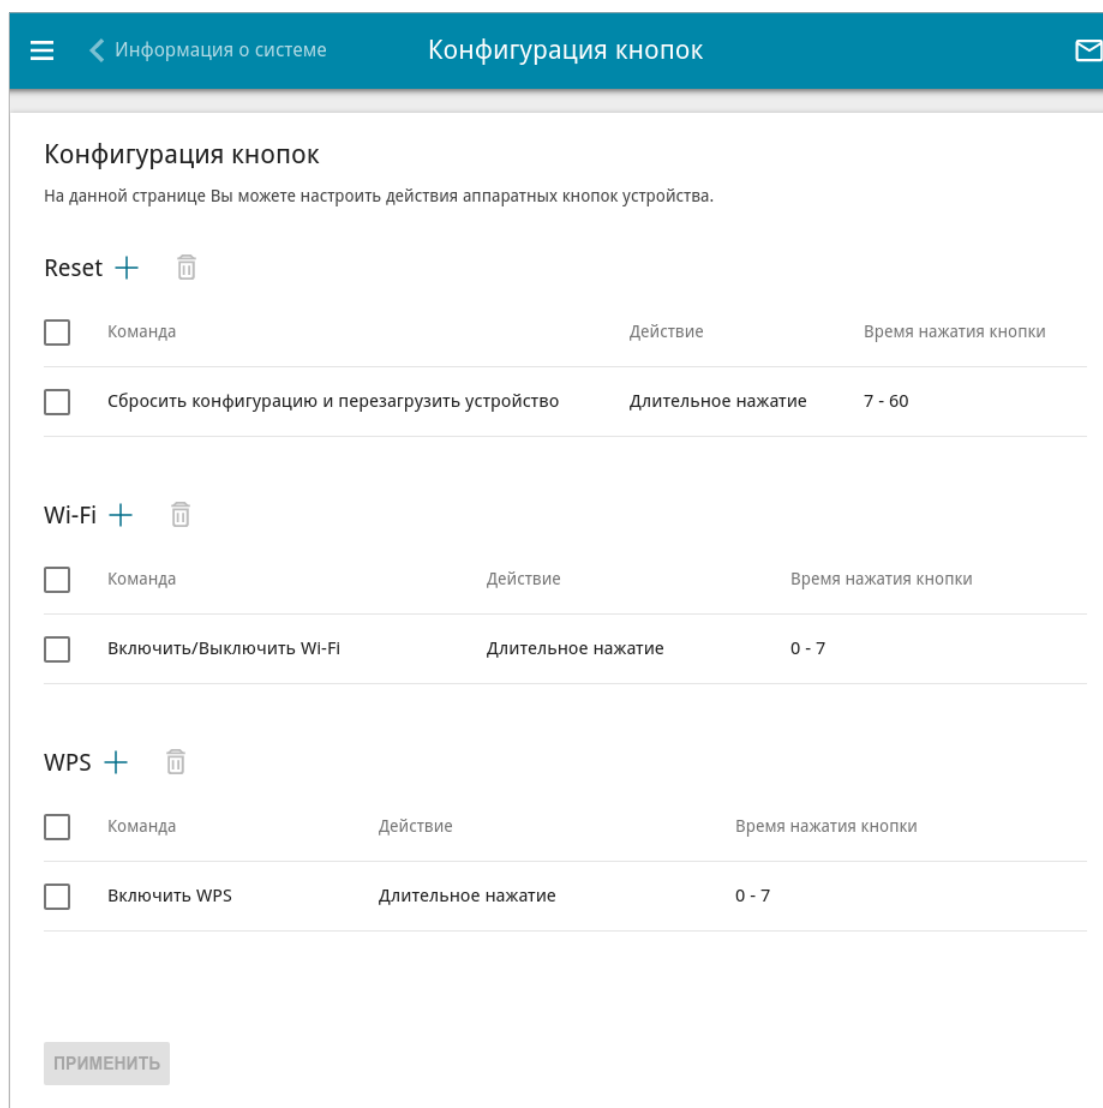 Информация о системе Конфигурация кнопок
Конфигурация кнопок
На данной странице Вы можете настроить действия аппаратных кнопок устройства.
Reset
Команда Действие Время нажатия кнопки
Сбросить конфигурацию и перезагрузить устройство Длительное нажатие 7 - 60
Wi-Fi
Команда Действие Время нажатия кнопки
Включить/Выключить Wi-Fi Длительное нажатие 0 - 7
WPS
Команда Действие Время нажатия кнопки
Включить WPS Длительное нажатие 0 - 7
ПРИМЕНИТЬ